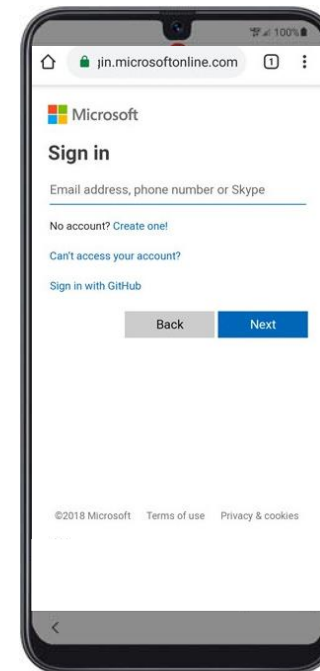 100%
gin.microsoftonline.com 1
Microsoft
Sign in
Email address, phone number or Skype
No account? Create one!
Can't access your account?
Sign in with GitHub
Back Next
©2018 Microsoft Terms of use Privacy & cookies